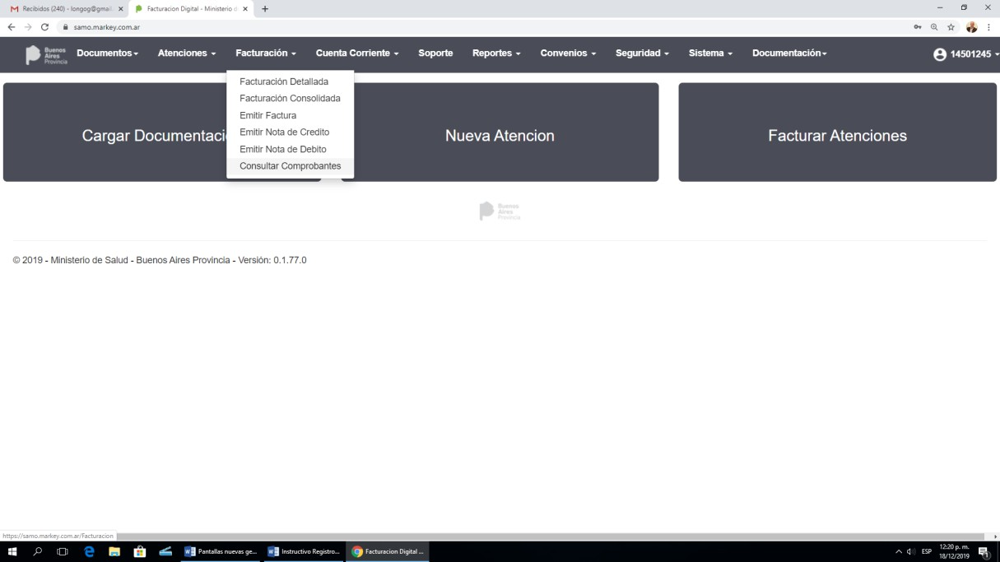 Recibidos (240) - longog@gmail
Facturacion Digital - Ministerio d
samo.markey.com.ar
Buenos
Aires
Provincia
Documentos
Atenciones
Facturación
Cuenta Corriente
Soporte
Reportes
Convenios
Seguridad
Sistema
Documentación
14501245
Facturación Detallada
Facturación Consolidada
Emitir Factura
Emitir Nota de Credito
Emitir Nota de Debito
Consultar Comprobantes
Cargar Documentació
Nueva Atencion
Facturar Atenciones
Buenos
Aires
Provincia
© 2019 - Ministerio de Salud - Buenos Aires Provincia - Versión: 0.1.77.0
https://samo.markey.com.ar/Facturacion
Pantallas nuevas ge...
Instructivo Registro...
Facturacion Digital ...
ESP
12:20 p. m.
18/12/2019